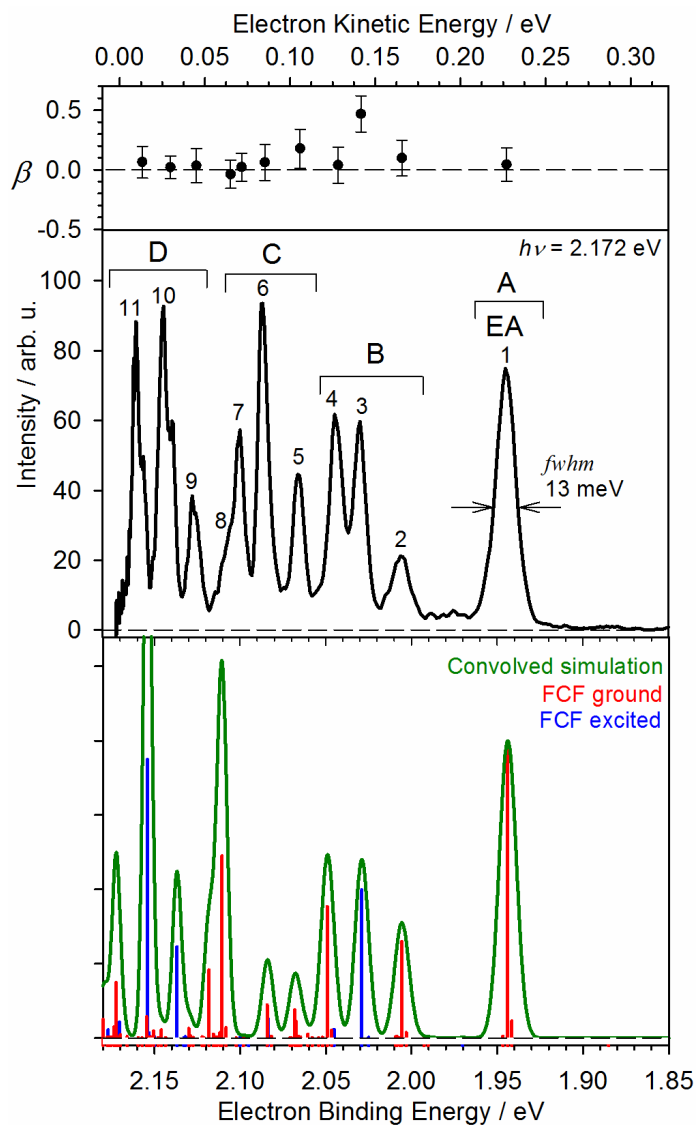 Electron Kinetic Energy / eV
0.00 0.05 0.10 0.15 0.20 0.25 0.30
0.5
β 0.0
-0.5
hν = 2.172 eV
D C
100
A
11 10 6
EA
80
B
1
7 4 3
60
Intensity / arb. u.
fwhm
5
13 meV
9
40
8
2
20
0
Convolved simulation
FCF ground
FCF excited
2.15 2.10 2.05 2.00 1.95 1.90 1.85
Electron Binding Energy / eV